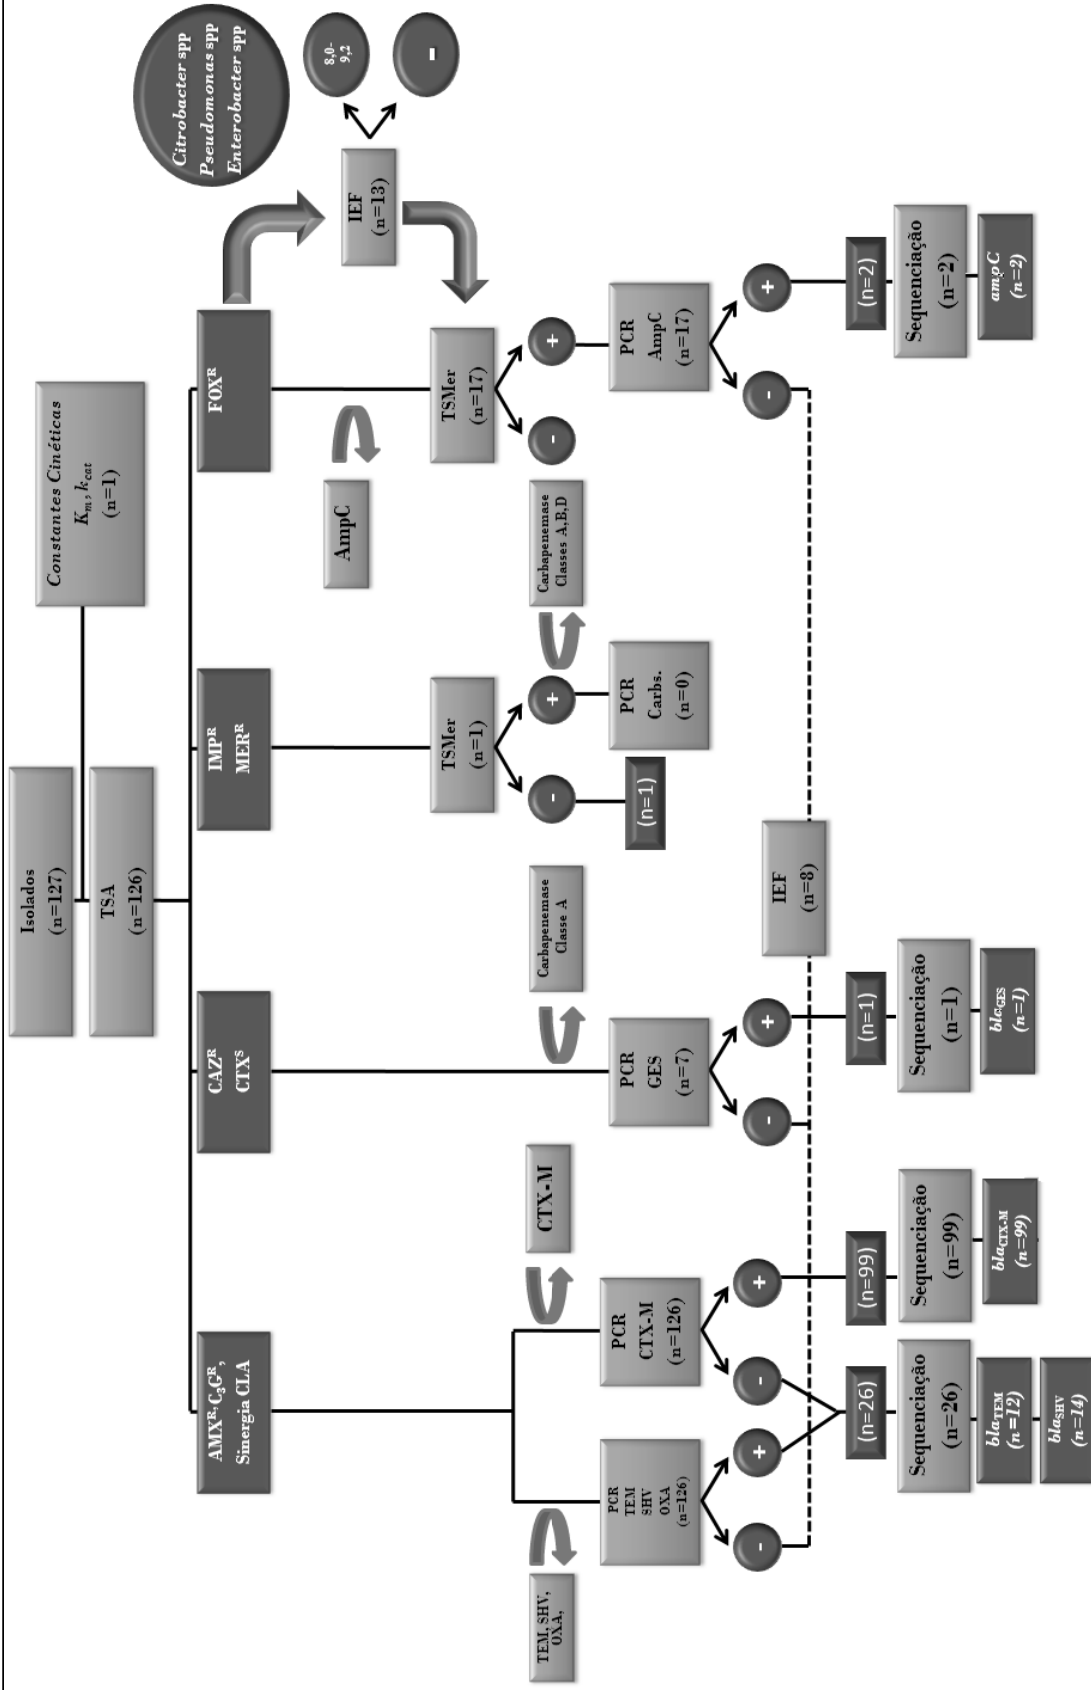 Isolados
(n=127)
TSA
(n=126)
Constantes Cinéticas
Km, kcat
(n=1)
AMXᴿ, C₃Gᴿ,
Sinergia CLA
CAZᴿ
CTXˢ
IMPᴿ
MERᴿ
FOXᴿ
Citrobacter spp
Pseudomonas spp
Enterobacter spp
IEF
(n=13)
8,0-
9,2
-
AmpC
TSMer
(n=1)
TSMer
(n=17)
TEM, SHV,
OXA,
CTX-M
Carbapenemase
Classe A
-
+
Carbapenemase
Classes A,B,D
-
+
PCR
TEM
SHV
OXA
(n=126)
PCR
CTX-M
(n=126)
PCR
GES
(n=7)
(n=1)
PCR
Carbs.
(n=0)
PCR
AmpC
(n=17)
-
+
-
+
-
+
IEF
(n=8)
-
+
(n=26)
(n=99)
(n=1)
(n=2)
Sequenciação
(n=26)
Sequenciação
(n=99)
Sequenciação
(n=1)
Sequenciação
(n=2)
blaTEM
(n=12)
blaSHV
(n=14)
blaCTX-M
(n=99)
blaGES
(n=1)
ampC
(n=2)